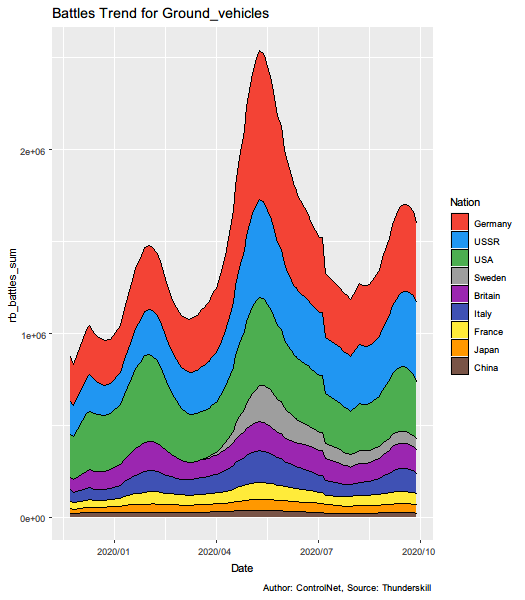 Battles Trend for Ground_vehicles
rb_battles_sum
2e+06
1e+06
0e+00
2020/01
2020/04
2020/07
2020/10
Date
Nation
Germany
USSR
USA
Sweden
Britain
Italy
France
Japan
China
Author: ControlNet, Source: Thunderskill